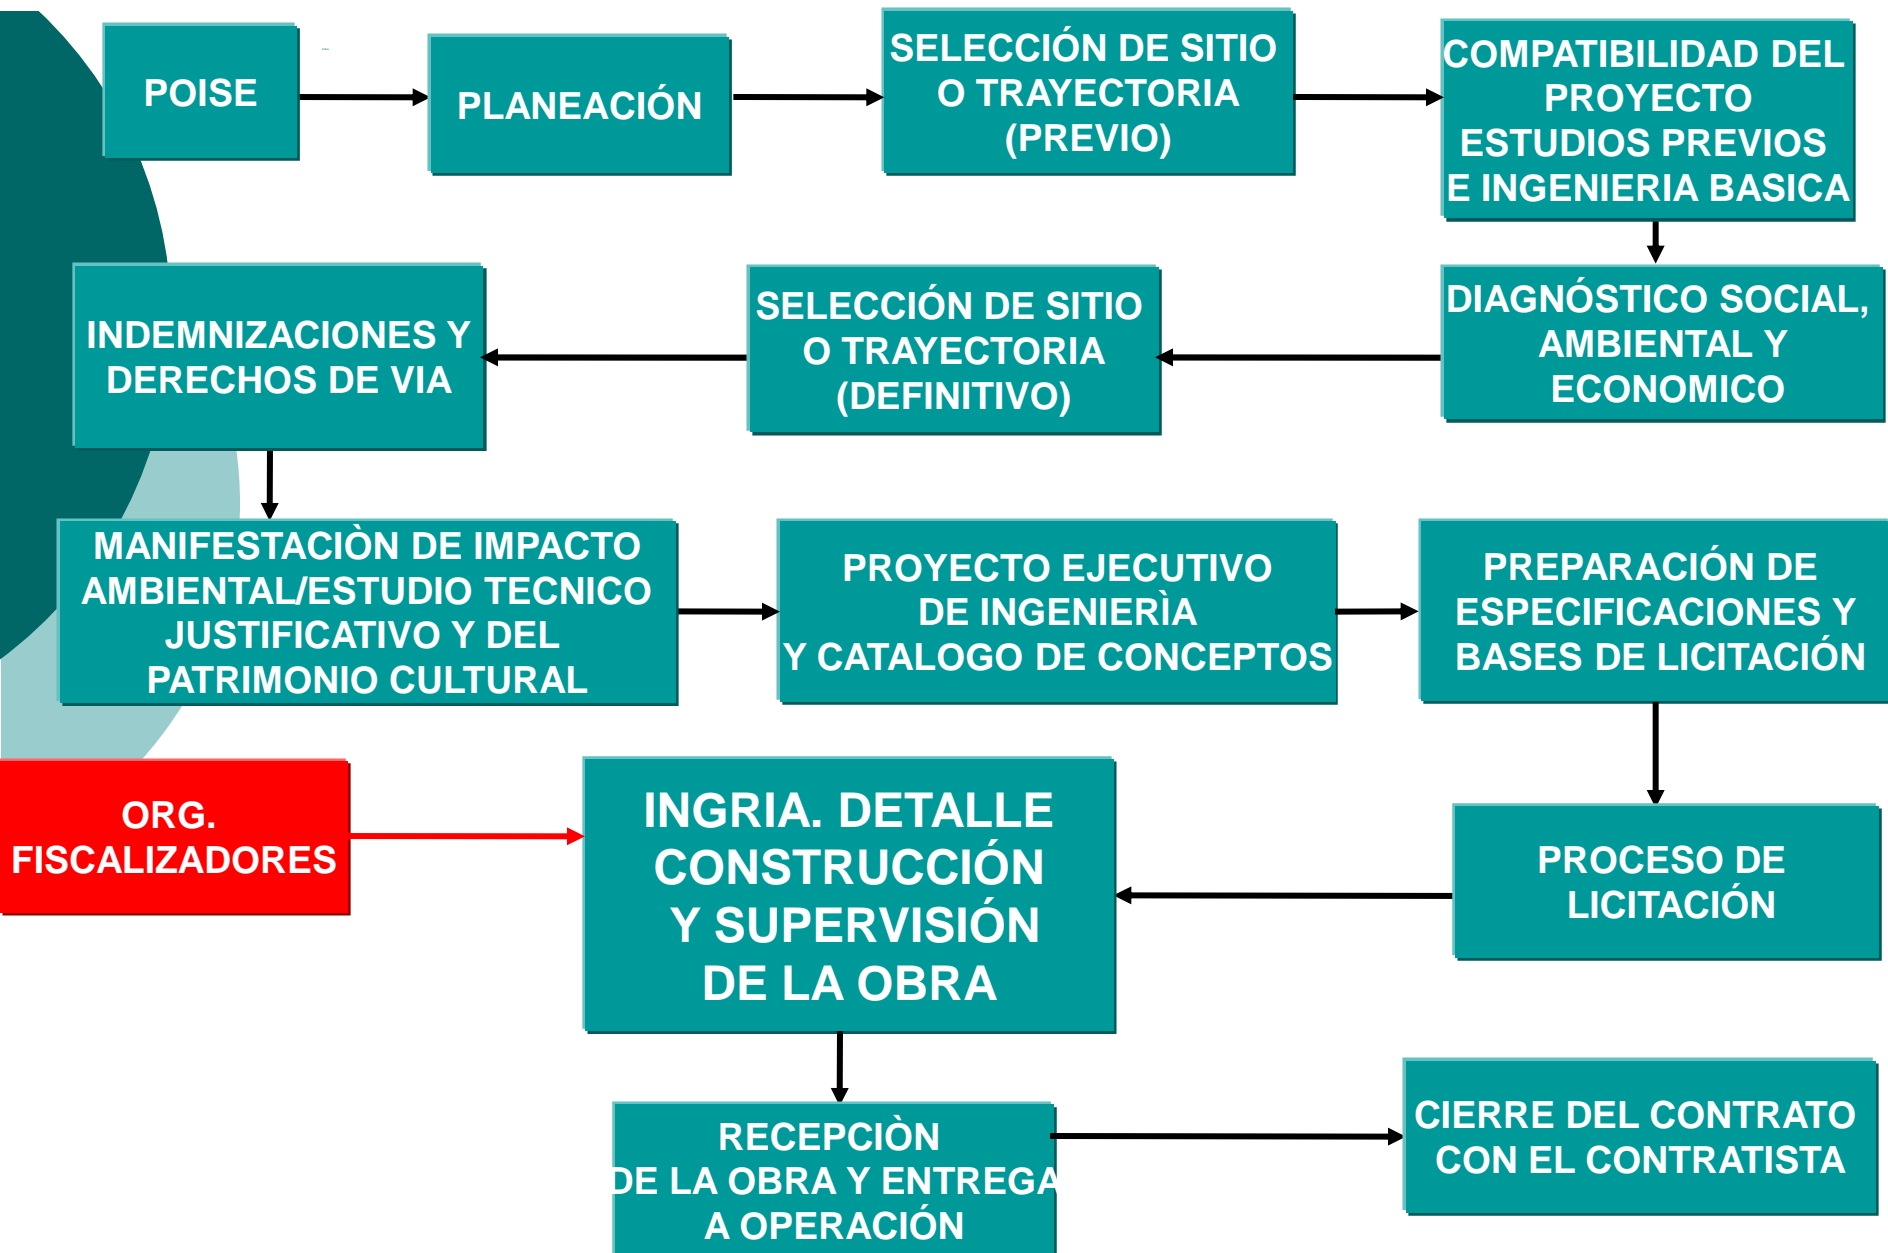 POISE
PLANEACIÓN
SELECCIÓN DE SITIO
O TRAYECTORIA
(PREVIO)
COMPATIBILIDAD DEL
PROYECTO
ESTUDIOS PREVIOS
E INGENIERIA BASICA
INDEMNIZACIONES Y
DERECHOS DE VIA
SELECCIÓN DE SITIO
O TRAYECTORIA
(DEFINITIVO)
DIAGNÓSTICO SOCIAL,
AMBIENTAL Y
ECONOMICO
MANIFESTACIÒN DE IMPACTO
AMBIENTAL/ESTUDIO TECNICO
JUSTIFICATIVO Y DEL
PATRIMONIO CULTURAL
PROYECTO EJECUTIVO
DE INGENIERÌA
Y CATALOGO DE CONCEPTOS
PREPARACIÓN DE
ESPECIFICACIONES Y
BASES DE LICITACIÓN
ORG.
FISCALIZADORES
INGRIA. DETALLE
CONSTRUCCIÓN
Y SUPERVISIÓN
DE LA OBRA
PROCESO DE
LICITACIÓN
RECEPCIÒN
DE LA OBRA Y ENTREGA
A OPERACIÓN
CIERRE DEL CONTRATO
CON EL CONTRATISTA